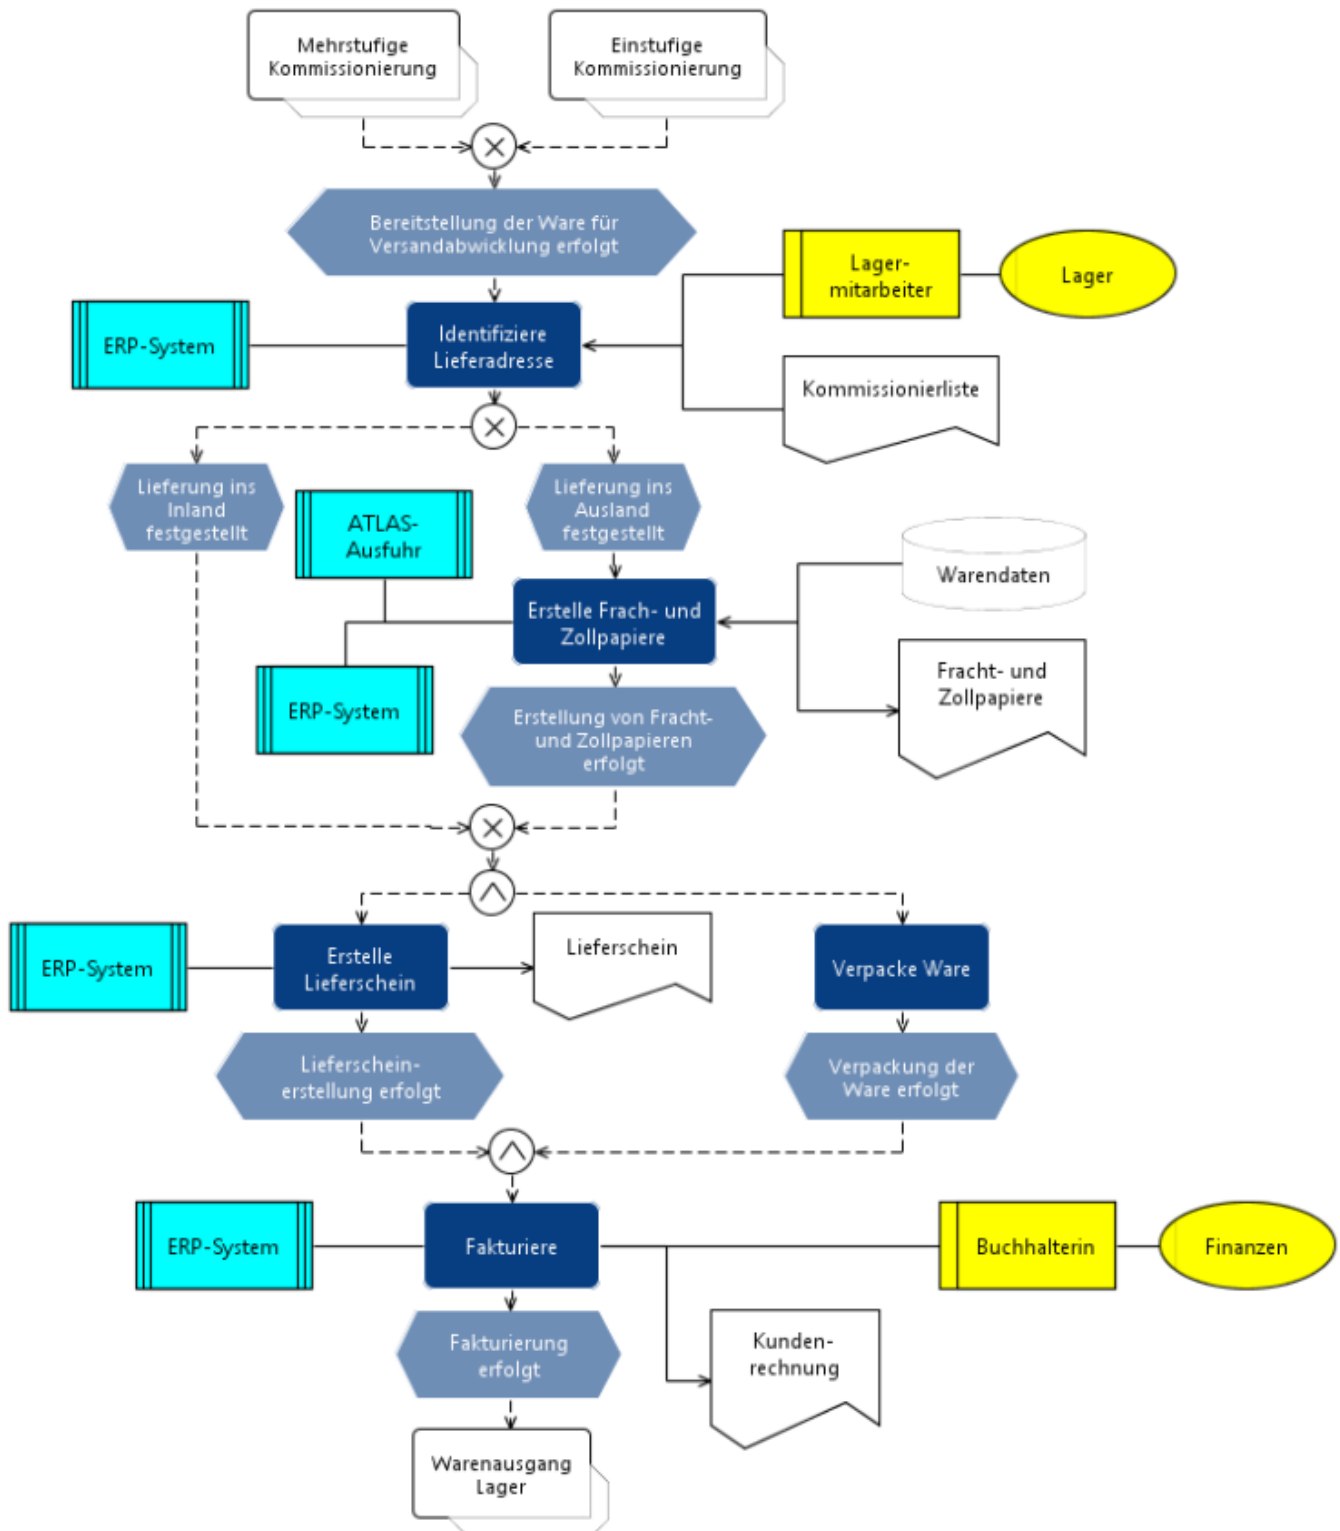 Mehrstufige
Kommissionierung
Einstufige
Kommissionierung
Bereitstellung der Ware für
Versandabwicklung erfolgt
Lager-
mitarbeiter
Lager
ERP-System
Identifiziere
Lieferadresse
Kommissionierliste
Lieferung ins
Inland
festgestellt
ATLAS-
Ausfuhr
Lieferung ins
Ausland
festgestellt
Warendaten
Erstelle Frach- und
Zollpapiere
Fracht- und
Zollpapiere
ERP-System
Erstellung von Fracht-
und Zollpapieren
erfolgt
ERP-System
Erstelle
Lieferschein
Lieferschein
Verpacke Ware
Lieferschein-
erstellung erfolgt
Verpackung der
Ware erfolgt
ERP-System
Fakturiere
Buchhalterin
Finanzen
Fakturierung
erfolgt
Kunden-
rechnung
Warenausgang
Lager